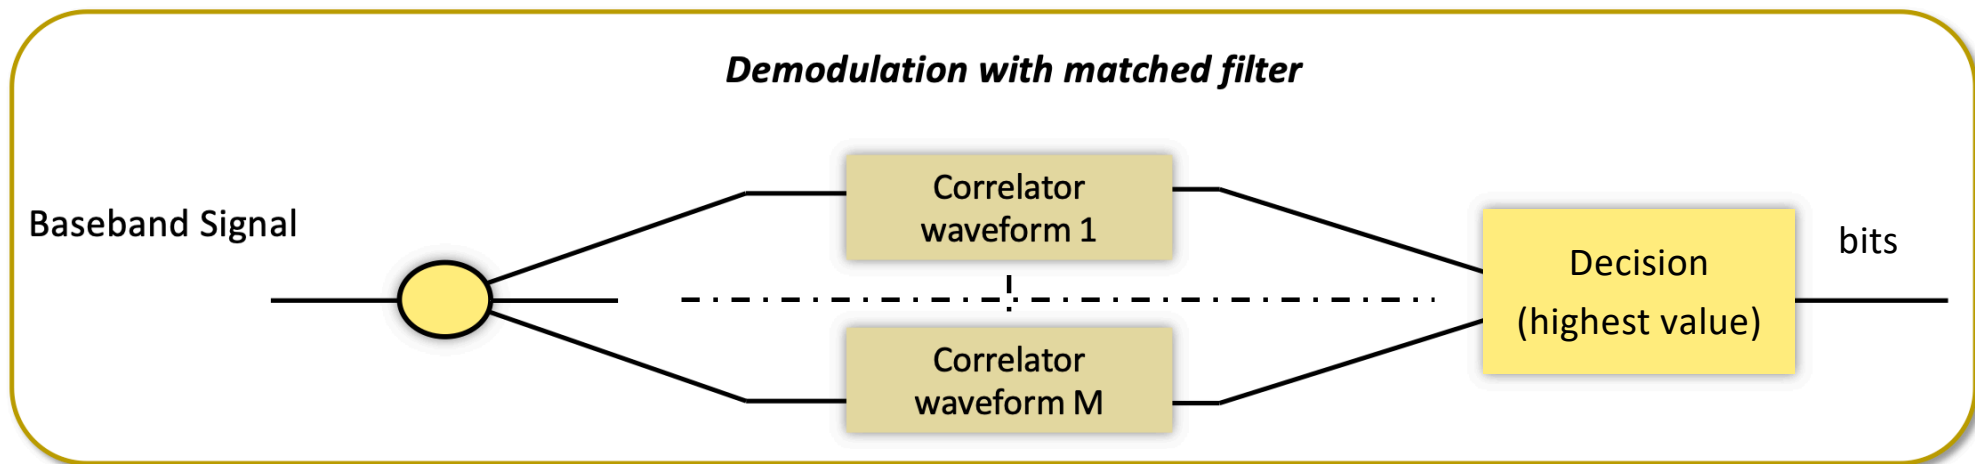 Demodulation with matched filter
Baseband Signal
Correlator
waveform 1
Correlator
waveform M
Decision
(highest value)
bits